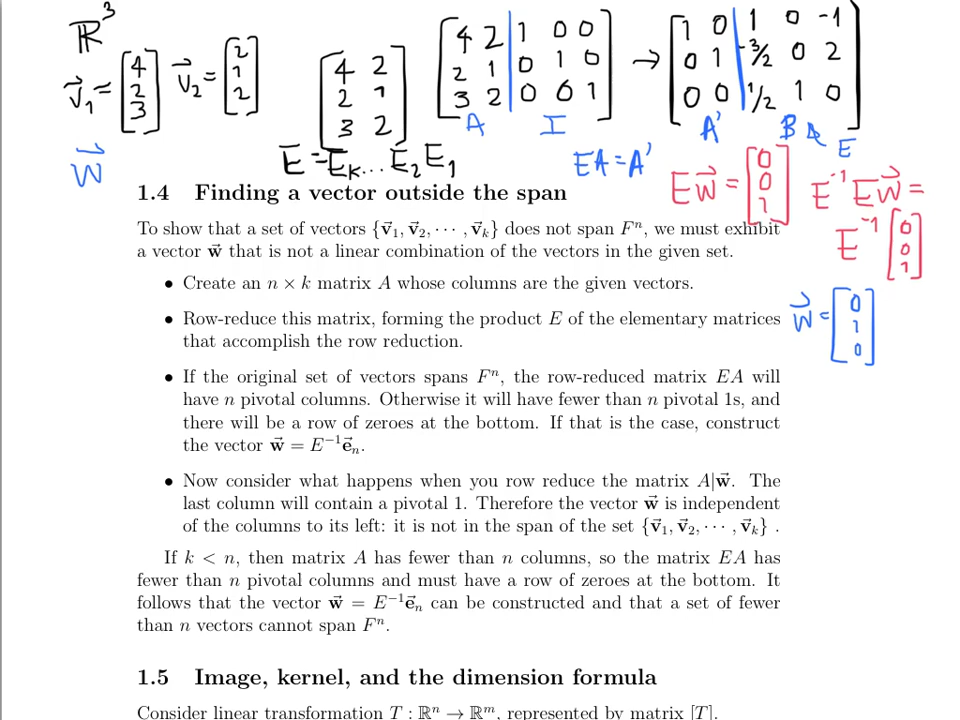 ℝ³
v⃗₁ = [4 2 3] v⃗₂ = [2 1 2]
w⃗
[4 2
2 1
3 2]
[4 2 | 1 0 0
2 1 | 0 1 0
3 2 | 0 0 1]
A I
→ [1 0 | 1 0 -1
0 1 | -3/2 0 2
0 0 | 1/2 1 0]
A' B E
E = E_k... E₂ E₁
EA = A'
Ew⃗ = [0 0 1]
E⁻¹Ew⃗ =
E⁻¹ [0 0 1]
w⃗ = [0 1 0]
1.4 Finding a vector outside the span
To show that a set of vectors {v⃗₁, v⃗₂, ··· , v⃗ₖ} does not span Fⁿ, we must exhibit
a vector w⃗ that is not a linear combination of the vectors in the given set.
• Create an n × k matrix A whose columns are the given vectors.
• Row-reduce this matrix, forming the product E of the elementary matrices
that accomplish the row reduction.
• If the original set of vectors spans Fⁿ, the row-reduced matrix EA will
have n pivotal columns. Otherwise it will have fewer than n pivotal 1s, and
there will be a row of zeroes at the bottom. If that is the case, construct
the vector w⃗ = E⁻¹e⃗ₙ.
• Now consider what happens when you row reduce the matrix A|w⃗. The
last column will contain a pivotal 1. Therefore the vector w⃗ is independent
of the columns to its left: it is not in the span of the set {v⃗₁, v⃗₂, ··· , v⃗ₖ} .
If k < n, then matrix A has fewer than n columns, so the matrix EA has
fewer than n pivotal columns and must have a row of zeroes at the bottom. It
follows that the vector w⃗ = E⁻¹e⃗ₙ can be constructed and that a set of fewer
than n vectors cannot span Fⁿ.
1.5 Image, kernel, and the dimension formula
Consider linear transformation T : ℝⁿ → ℝᵐ, represented by matrix [T].